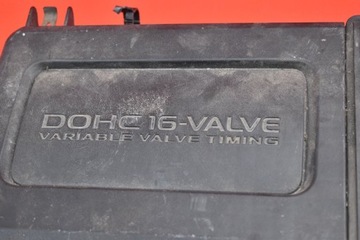 DOHC 16-VALVE
VARIABLE VALVE TIMING